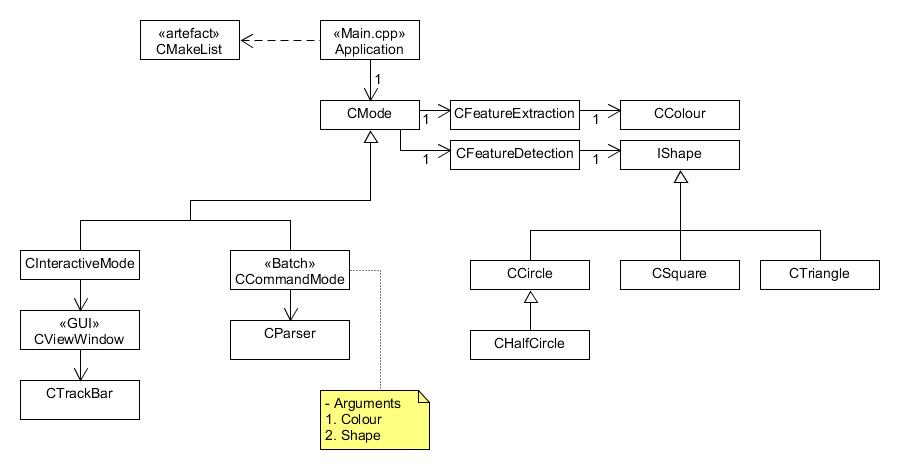 «artefact»
CMakeList
«Main.cpp»
Application
1
CMode
1
CFeatureExtraction
1
CColour
1
CFeatureDetection
1
IShape
CInteractiveMode
«Batch»
CCommandMode
CCircle
CSquare
CTriangle
«GUI»
CViewWindow
CParser
CHalfCircle
CTrackBar
- Arguments
1. Colour
2. Shape